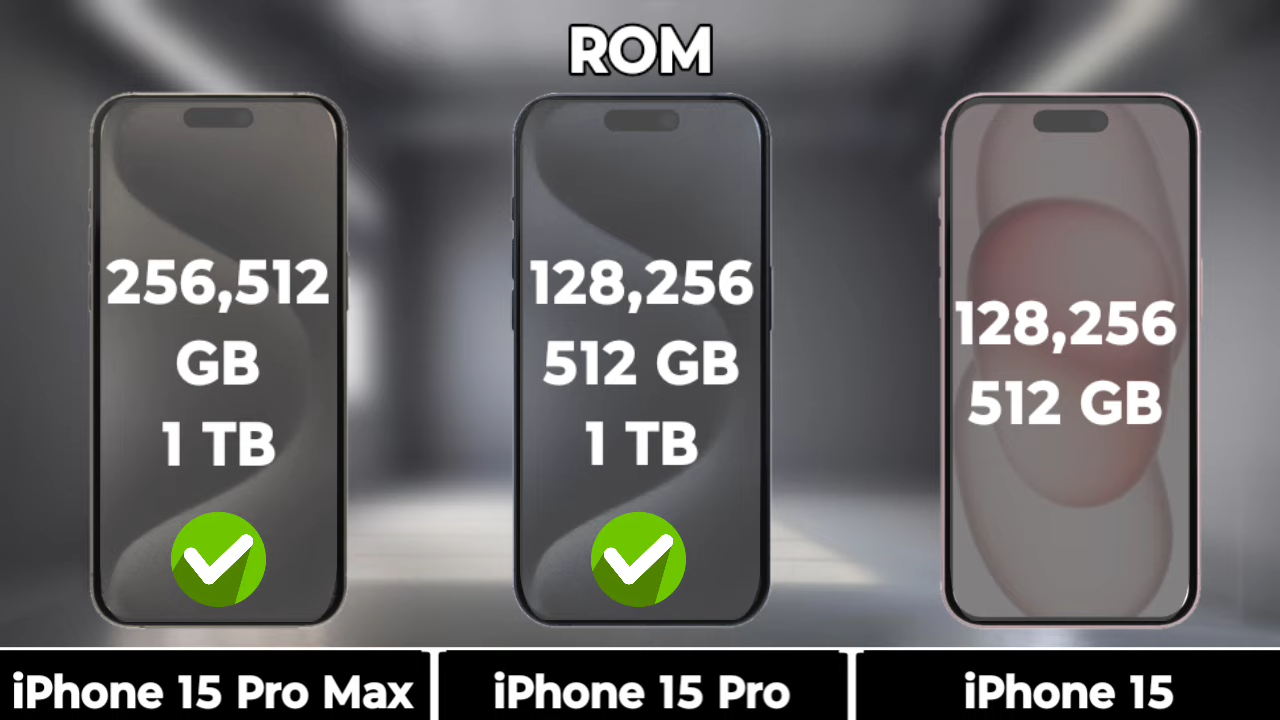 ROM
256,512
GB
1 TB
128,256
512 GB
1 TB
128,256
512 GB
iPhone 15 Pro Max
iPhone 15 Pro
iPhone 15